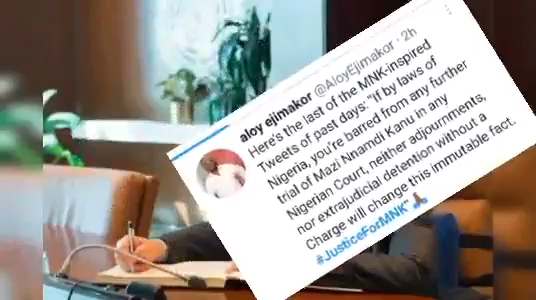 aloy ejimakor @AloyEjimakor · 2h
Here's the last of the MNK-inspired
Tweets of past days: "If by laws of
Nigeria, you're barred from any further
trial of Mazi Nnamdi Kanu in any
Nigerian Court, neither adjournments,
nor extrajudicial detention without a
Charge will change this immutable fact.
#JusticeForMNK" 🙏🏾